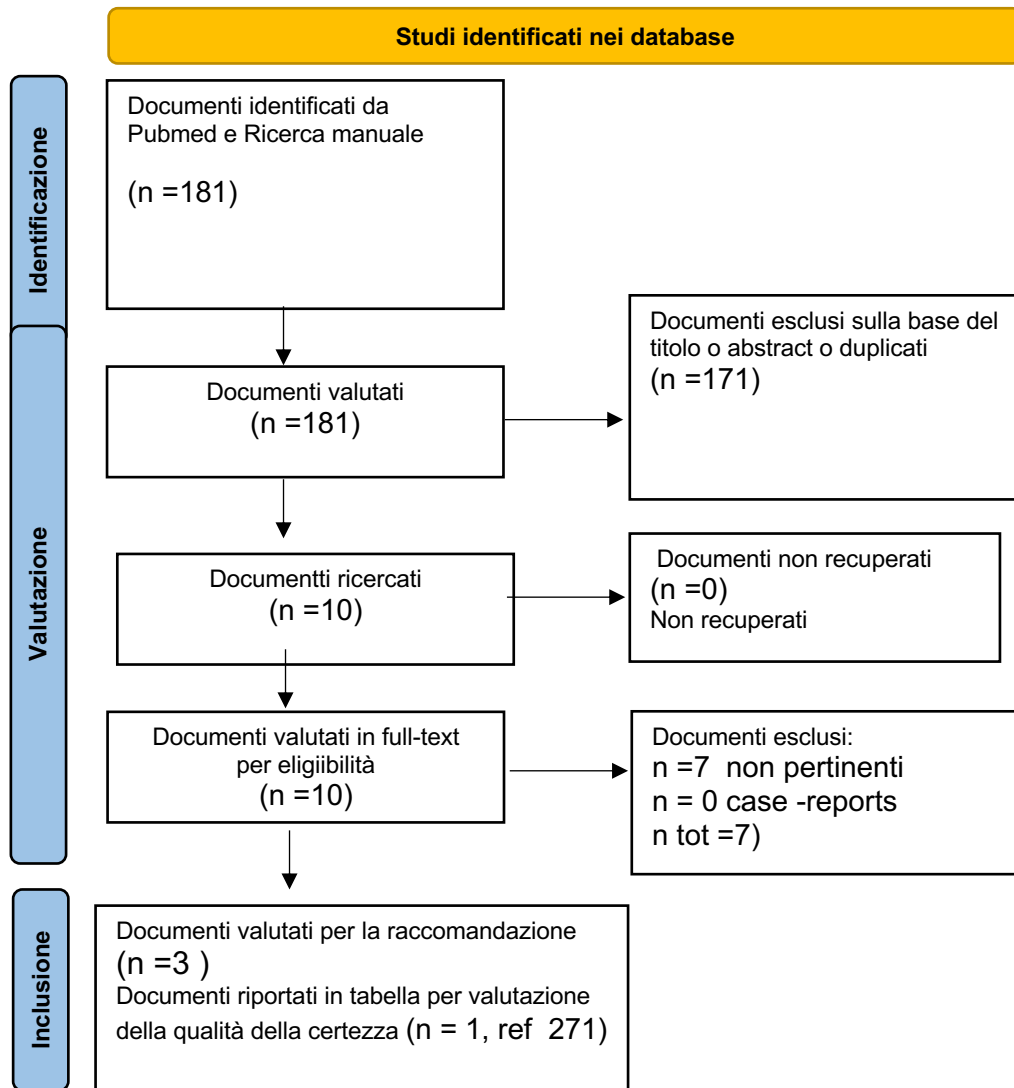 Studi identificati nei database
Identificazione
Documenti identificati da
Pubmed e Ricerca manuale
(n =181)
Documenti esclusi sulla base del
titolo o abstract o duplicati
(n =171)
Valutazione
Documenti valutati
(n =181)
Documentti ricercati
(n =10)
Documenti non recuperati
(n =0)
Non recuperati
Documenti valutati in full-text
per eligiibilità
(n =10)
Documenti esclusi:
n =7  non pertinenti
n = 0 case -reports
n tot =7)
Inclusione
Documenti valutati per la raccomandazione
(n =3 )
Documenti riportati in tabella per valutazione
della qualità della certezza (n = 1, ref  271)